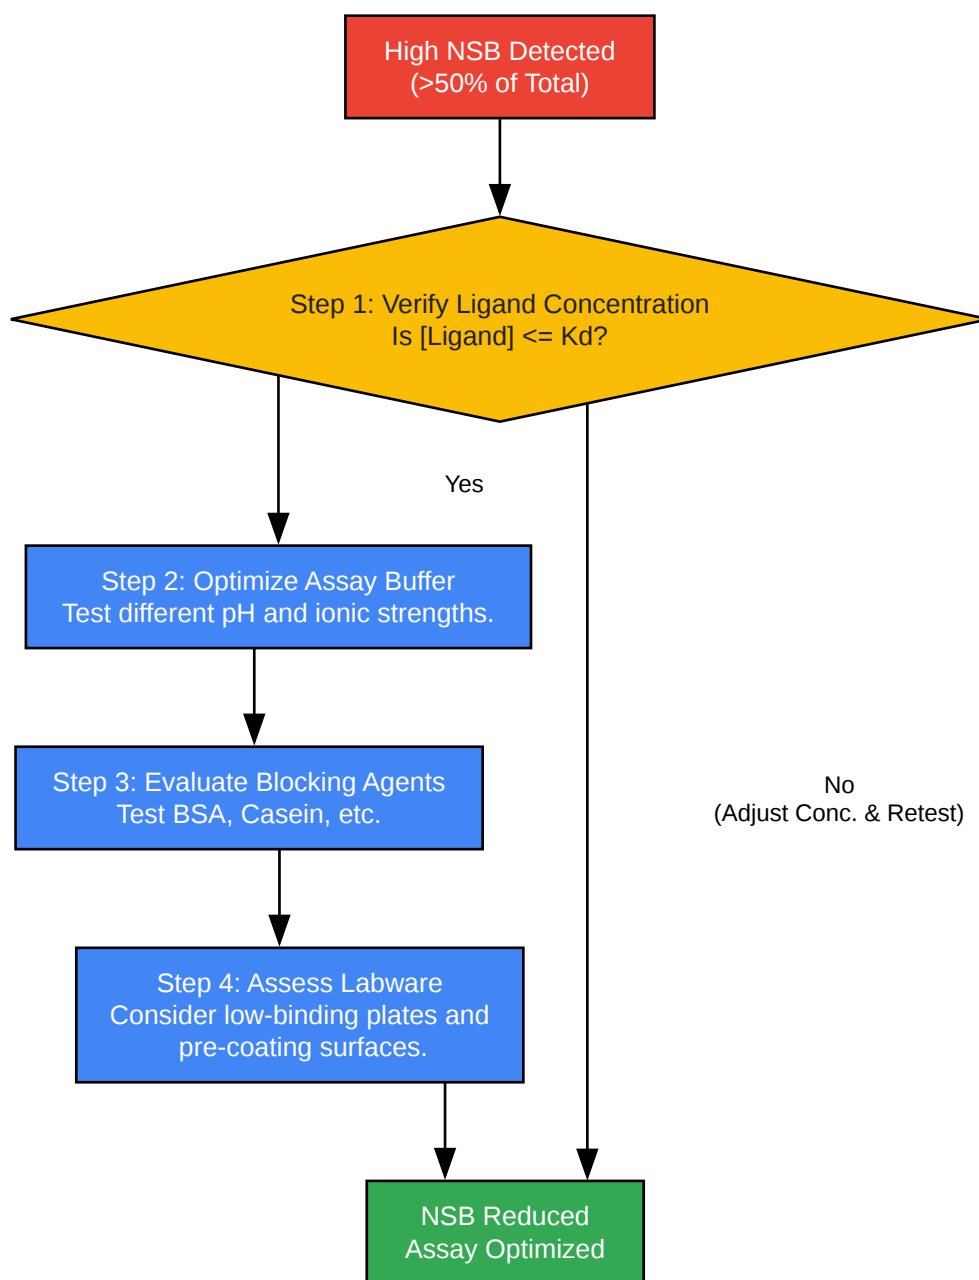 High NSB Detected
(>50% of Total)
Step 1: Verify Ligand Concentration
Is [Ligand] <= Kd?
Yes
Step 2: Optimize Assay Buffer
Test different pH and ionic strengths.
Step 3: Evaluate Blocking Agents
Test BSA, Casein, etc.
No
(Adjust Conc. & Retest)
Step 4: Assess Labware
Consider low-binding plates and
pre-coating surfaces.
NSB Reduced
Assay Optimized